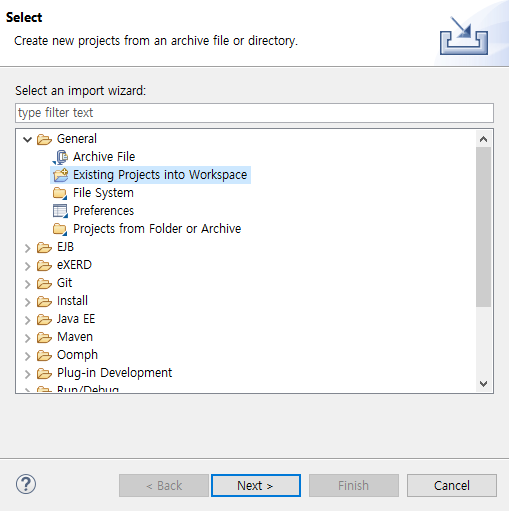 Select
Create new projects from an archive file or directory.
Select an import wizard:
type filter text
General
Archive File
Existing Projects into Workspace
File System
Preferences
Projects from Folder or Archive
EJB
eXERD
Git
Install
Java EE
Maven
Oomph
Plug-in Development
Run/Debug
?
< Back
Next >
Finish
Cancel